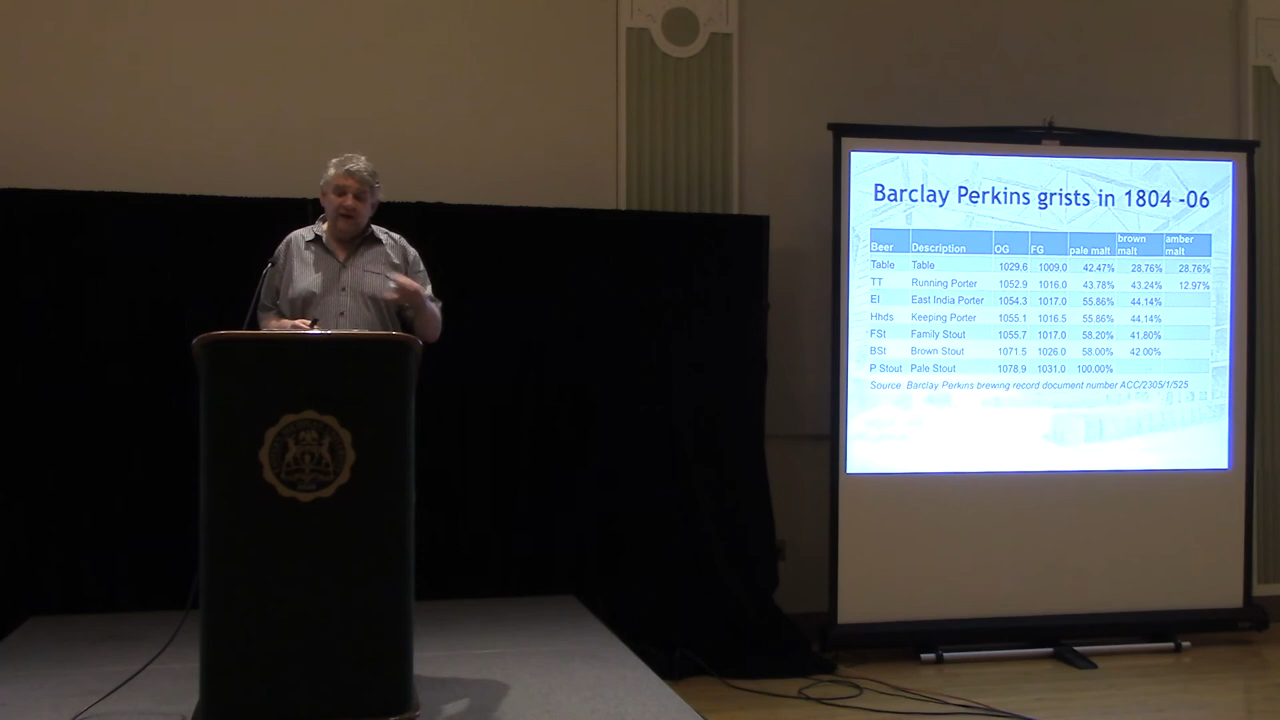 Barclay Perkins grists in 1804 -06
Beer Description OG FG pale malt brown malt amber malt
Table Table 1029.6 1009.0 42.47% 28.76% 28.76%
TT Running Porter 1052.9 1016.0 43.78% 43.24% 12.97%
EI East India Porter 1054.3 1017.0 55.86% 44.14%
Hhds Keeping Porter 1055.1 1016.5 55.86% 44.14%
FSt Family Stout 1055.7 1017.0 58.20% 41.80%
BSt Brown Stout 1071.5 1026.0 58.00% 42.00%
P Stout Pale Stout 1078.9 1031.0 100.00%
Source Barclay Perkins brewing record document number ACC/2305/1/525